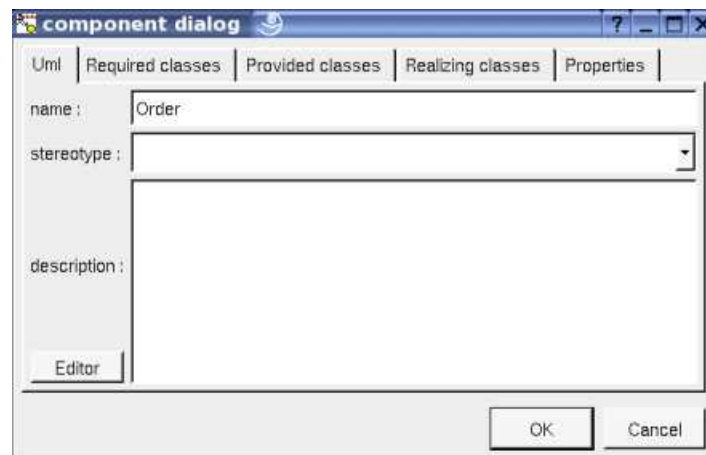 component dialog ?
Uml Required classes Provided classes Realizing classes Properties
name : Order
stereotype :
description :
Editor
OK Cancel